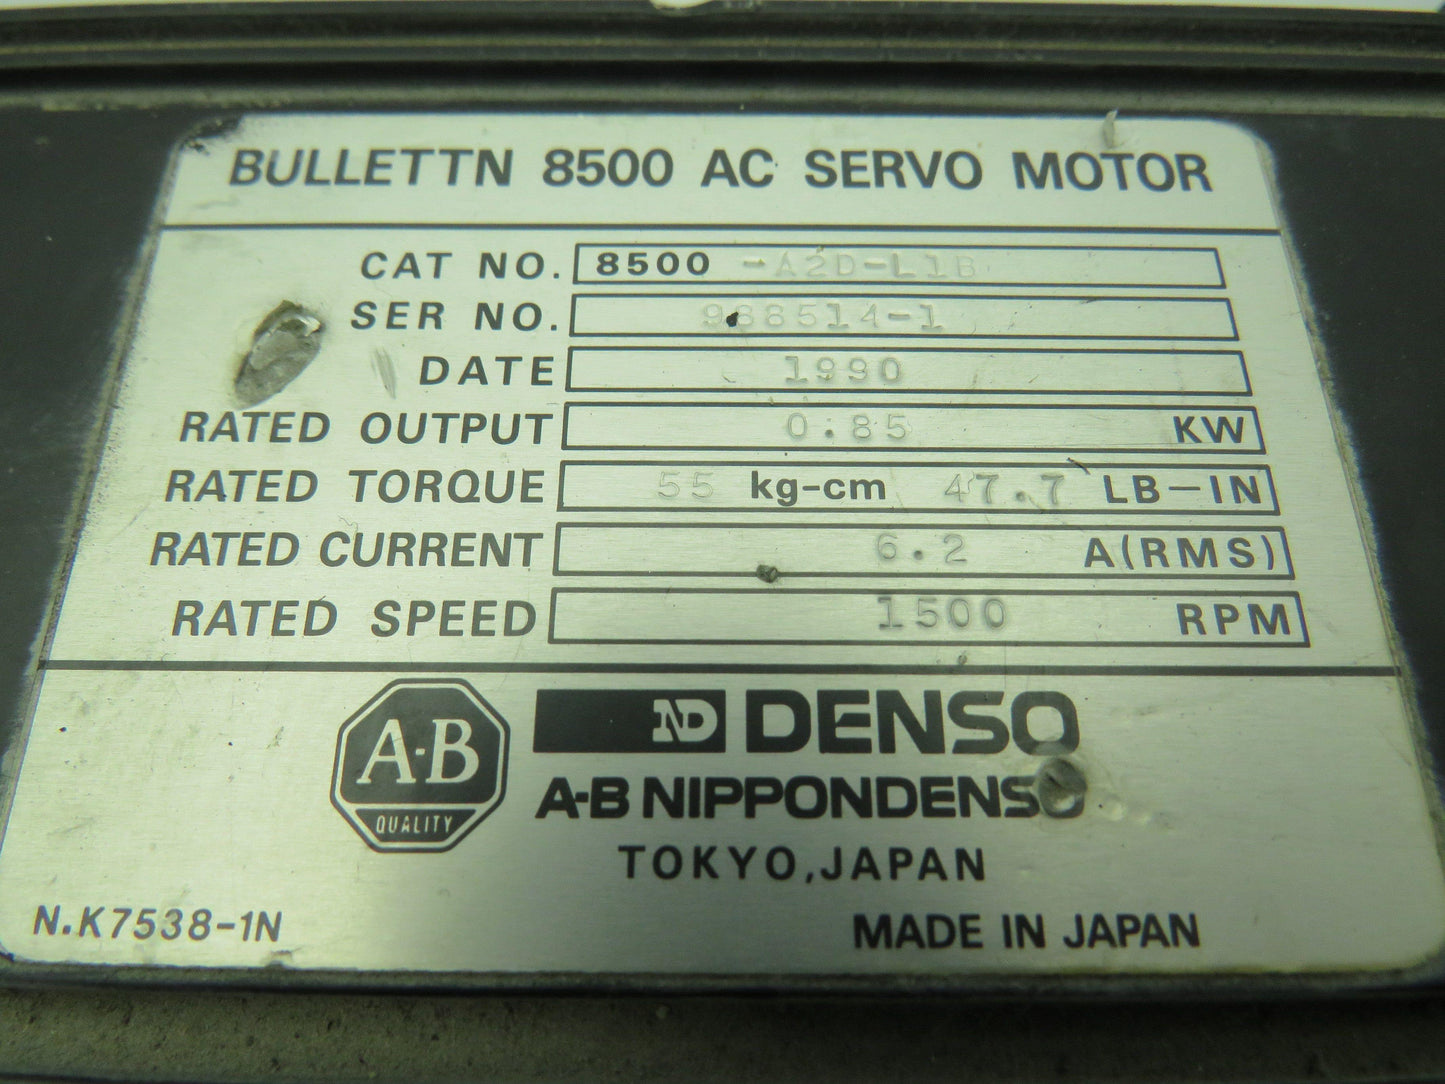 BULLETTN 8500 AC SERVO MOTOR
CAT NO. 8500 -A2D-L1B
SER NO. 988514-1
DATE 1990
RATED OUTPUT 0.85 KW
RATED TORQUE 55 kg-cm 47.7 LB-IN
RATED CURRENT 6.2 A(RMS)
RATED SPEED 1500 RPM
A-B QUALITY
ND DENSO
A-B NIPPONDENSO
TOKYO, JAPAN
N.K7538-1N
MADE IN JAPAN